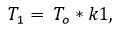 T₁ = Tₒ * k1,